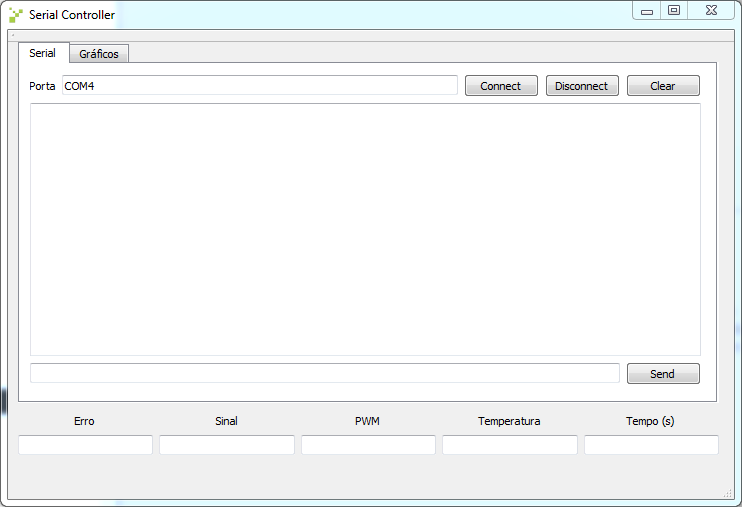 Serial Controller
Serial Gráficos
Porta COM4 Connect Disconnect Clear
Send
Erro Sinal PWM Temperatura Tempo (s)